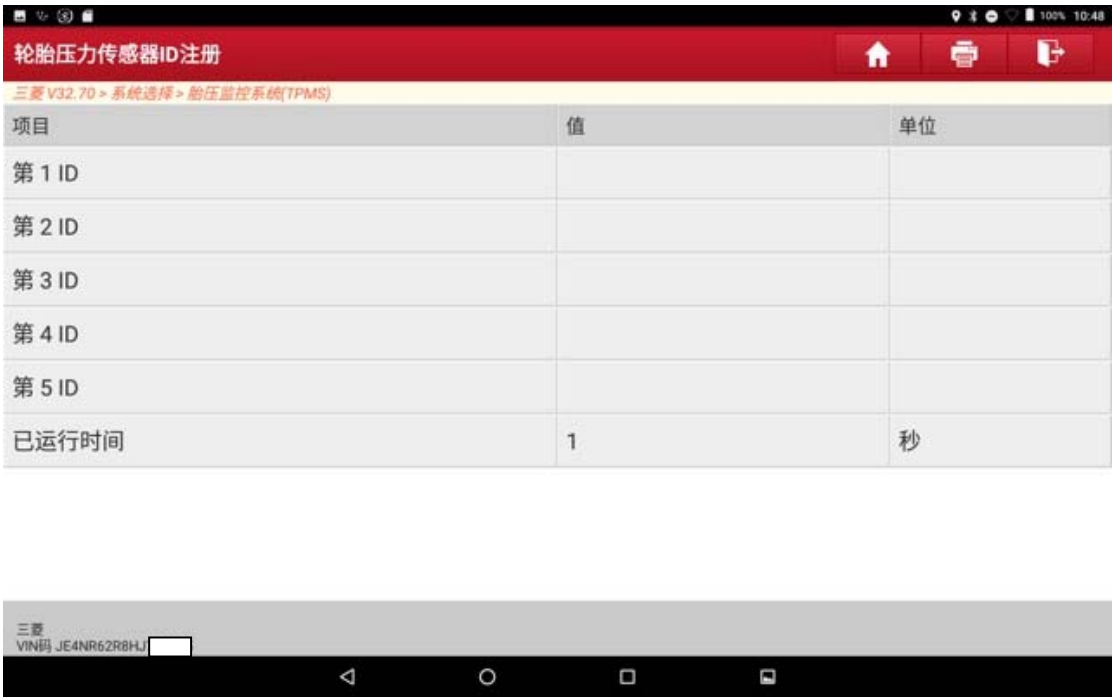 100% 10:48
轮胎压力传感器ID注册
三菱 V32.70 > 系统选择 > 胎压监控系统(TPMS)
项目 值 单位
第 1 ID
第 2 ID
第 3 ID
第 4 ID
第 5 ID
已运行时间 1 秒
三菱
VIN码 JE4NR62R8HJ